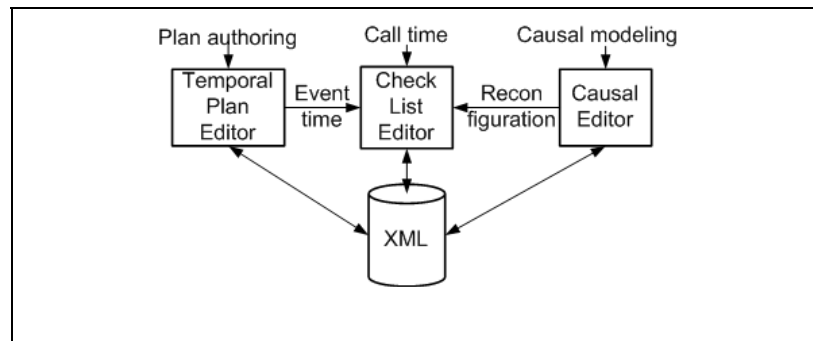 Plan authoring
Call time
Causal modeling
Temporal
Plan
Editor
Event
time
Check
List
Editor
Recon
figuration
Causal
Editor
XML